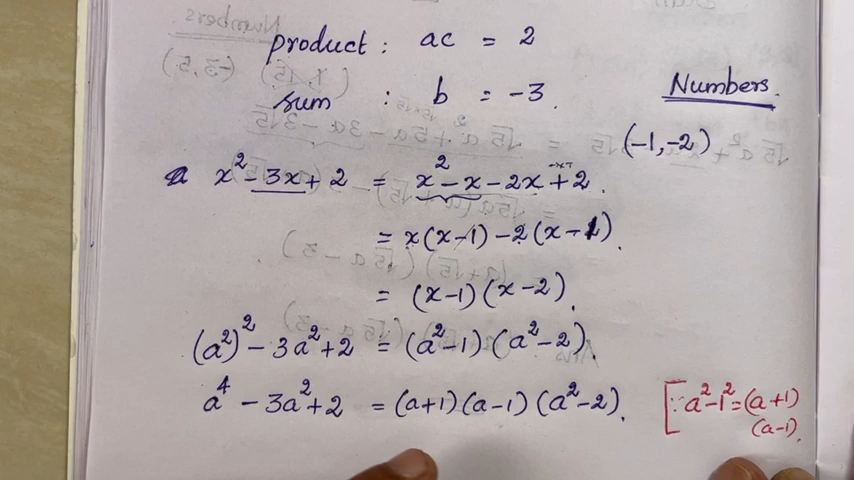 product : ac = 2
sum : b = -3.
Numbers.
(-1, -2)
x² - 3x + 2 = x² - x - 2x + 2.
= x(x-1) - 2(x-1).
= (x-1)(x-2).
(a²)² - 3a² + 2 = (a²-1)(a²-2).
a⁴ - 3a² + 2 = (a+1)(a-1)(a²-2).
[∵ a²-1² = (a+1)
(a-1).